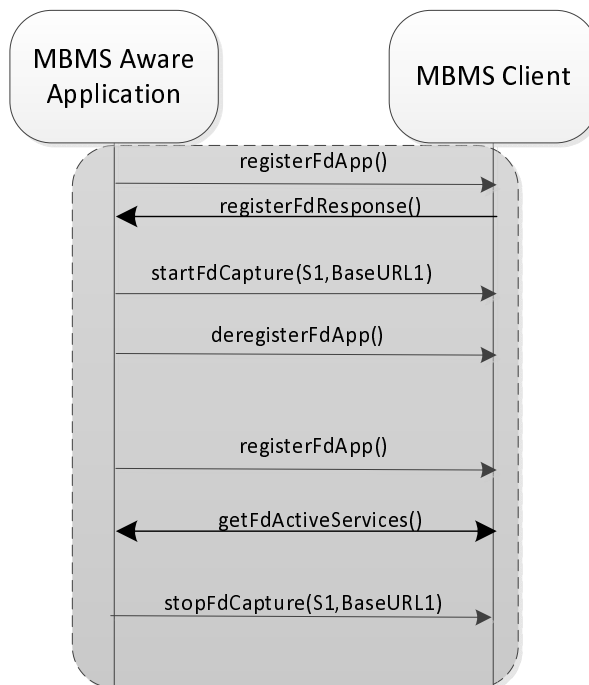 MBMS Aware
Application
MBMS Client
registerFdApp()
registerFdResponse()
startFdCapture(S1,BaseURL1)
deregisterFdApp()
registerFdApp()
getFdActiveServices()
stopFdCapture(S1,BaseURL1)